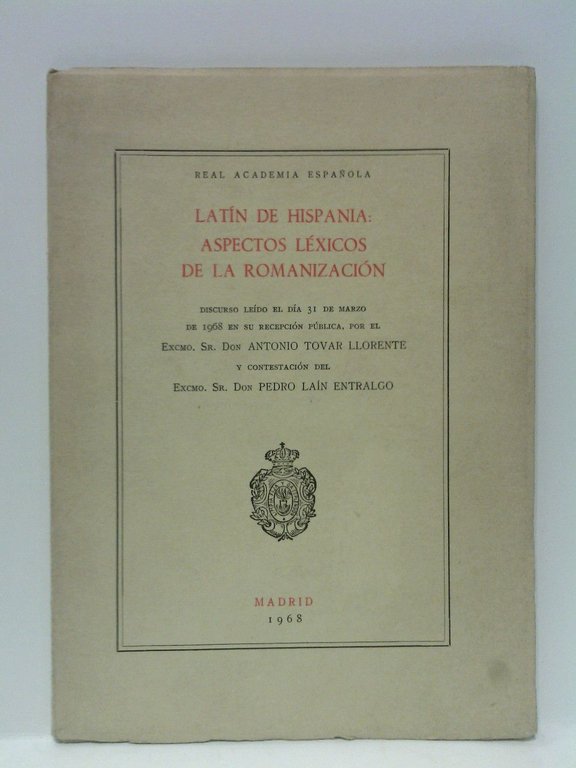 REAL ACADEMIA ESPAÑOLA
LATÍN DE HISPANIA:
ASPECTOS LÉXICOS
DE LA ROMANIZACIÓN
DISCURSO LEÍDO EL DÍA 31 DE MARZO
DE 1968 EN SU RECEPCIÓN PÚBLICA, POR EL
EXCMO. SR. DON ANTONIO TOVAR LLORENTE
Y CONTESTACIÓN DEL
EXCMO. SR. DON PEDRO LAÍN ENTRALGO
MADRID
1968